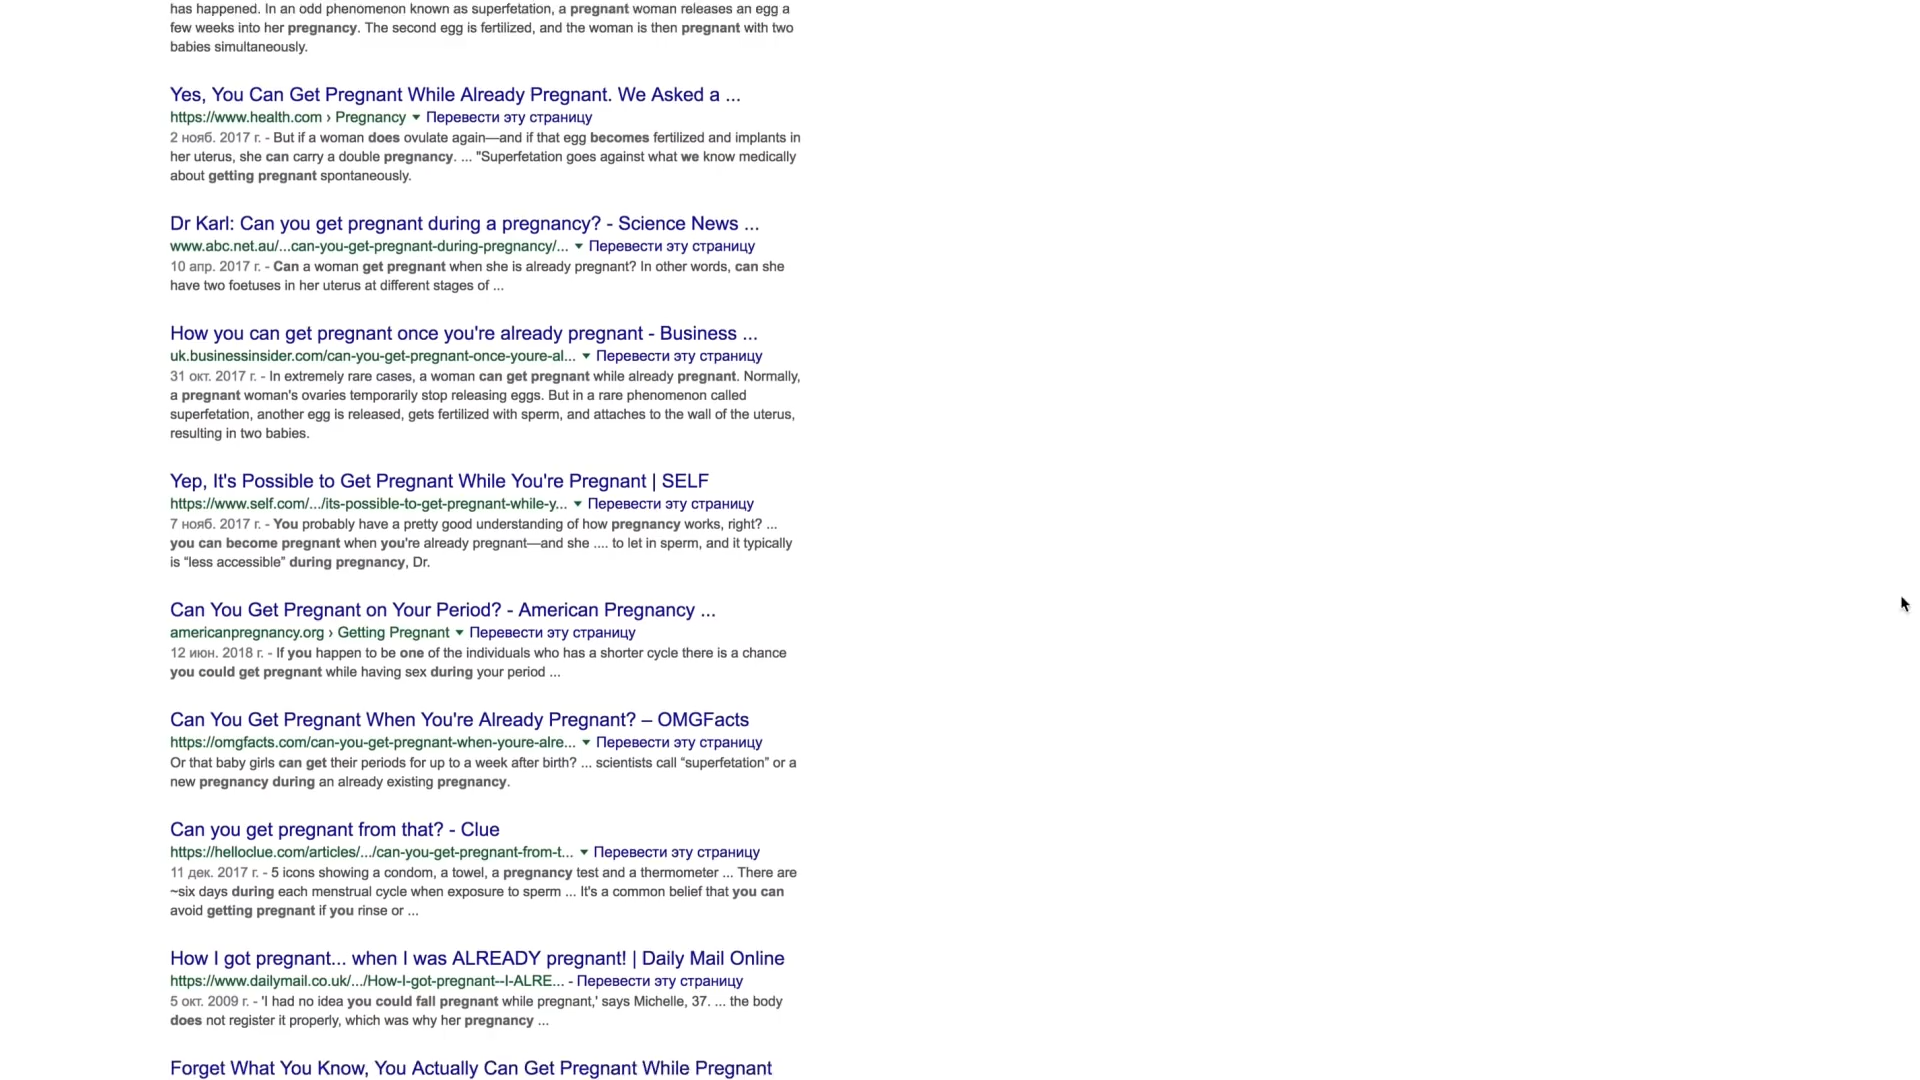 has happened. In an odd phenomenon known as superfetation, a pregnant woman releases an egg a
few weeks into her pregnancy. The second egg is fertilized, and the woman is then pregnant with two
babies simultaneously.
Yes, You Can Get Pregnant While Already Pregnant. We Asked a ...
https://www.health.com › Pregnancy ▼ Перевести эту страницу
2 нояб. 2017 г. - But if a woman does ovulate again—and if that egg becomes fertilized and implants in
her uterus, she can carry a double pregnancy. ... "Superfetation goes against what we know medically
about getting pregnant spontaneously.
Dr Karl: Can you get pregnant during a pregnancy? - Science News ...
www.abc.net.au/...can-you-get-pregnant-during-pregnancy/... ▼ Перевести эту страницу
10 апр. 2017 г. - Can a woman get pregnant when she is already pregnant? In other words, can she
have two foetuses in her uterus at different stages of ...
How you can get pregnant once you're already pregnant - Business ...
uk.businessinsider.com/can-you-get-pregnant-once-youre-al... ▼ Перевести эту страницу
31 окт. 2017 г. - In extremely rare cases, a woman can get pregnant while already pregnant. Normally,
a pregnant woman's ovaries temporarily stop releasing eggs. But in a rare phenomenon called
superfetation, another egg is released, gets fertilized with sperm, and attaches to the wall of the uterus,
resulting in two babies.
Yep, It's Possible to Get Pregnant While You're Pregnant | SELF
https://www.self.com/.../its-possible-to-get-pregnant-while-y... ▼ Перевести эту страницу
7 нояб. 2017 г. - You probably have a pretty good understanding of how pregnancy works, right? ...
you can become pregnant when you're already pregnant—and she .... to let in sperm, and it typically
is “less accessible” during pregnancy, Dr.
Can You Get Pregnant on Your Period? - American Pregnancy ...
americanpregnancy.org › Getting Pregnant ▼ Перевести эту страницу
12 июн. 2018 г. - If you happen to be one of the individuals who has a shorter cycle there is a chance
you could get pregnant while having sex during your period ...
Can You Get Pregnant When You're Already Pregnant? – OMGFacts
https://omgfacts.com/can-you-get-pregnant-when-youre-alre... ▼ Перевести эту страницу
Or that baby girls can get their periods for up to a week after birth? ... scientists call “superfetation” or a
new pregnancy during an already existing pregnancy.
Can you get pregnant from that? - Clue
https://helloclue.com/articles/.../can-you-get-pregnant-from-t... ▼ Перевести эту страницу
11 дек. 2017 г. - 5 icons showing a condom, a towel, a pregnancy test and a thermometer ... There are
~six days during each menstrual cycle when exposure to sperm ... It's a common belief that you can
avoid getting pregnant if you rinse or ...
How I got pregnant... when I was ALREADY pregnant! | Daily Mail Online
https://www.dailymail.co.uk/.../How-I-got-pregnant--I-ALRE... - Перевести эту страницу
5 окт. 2009 г. - 'I had no idea you could fall pregnant while pregnant,' says Michelle, 37. ... the body
does not register it properly, which was why her pregnancy ...
Forget What You Know, You Actually Can Get Pregnant While Pregnant